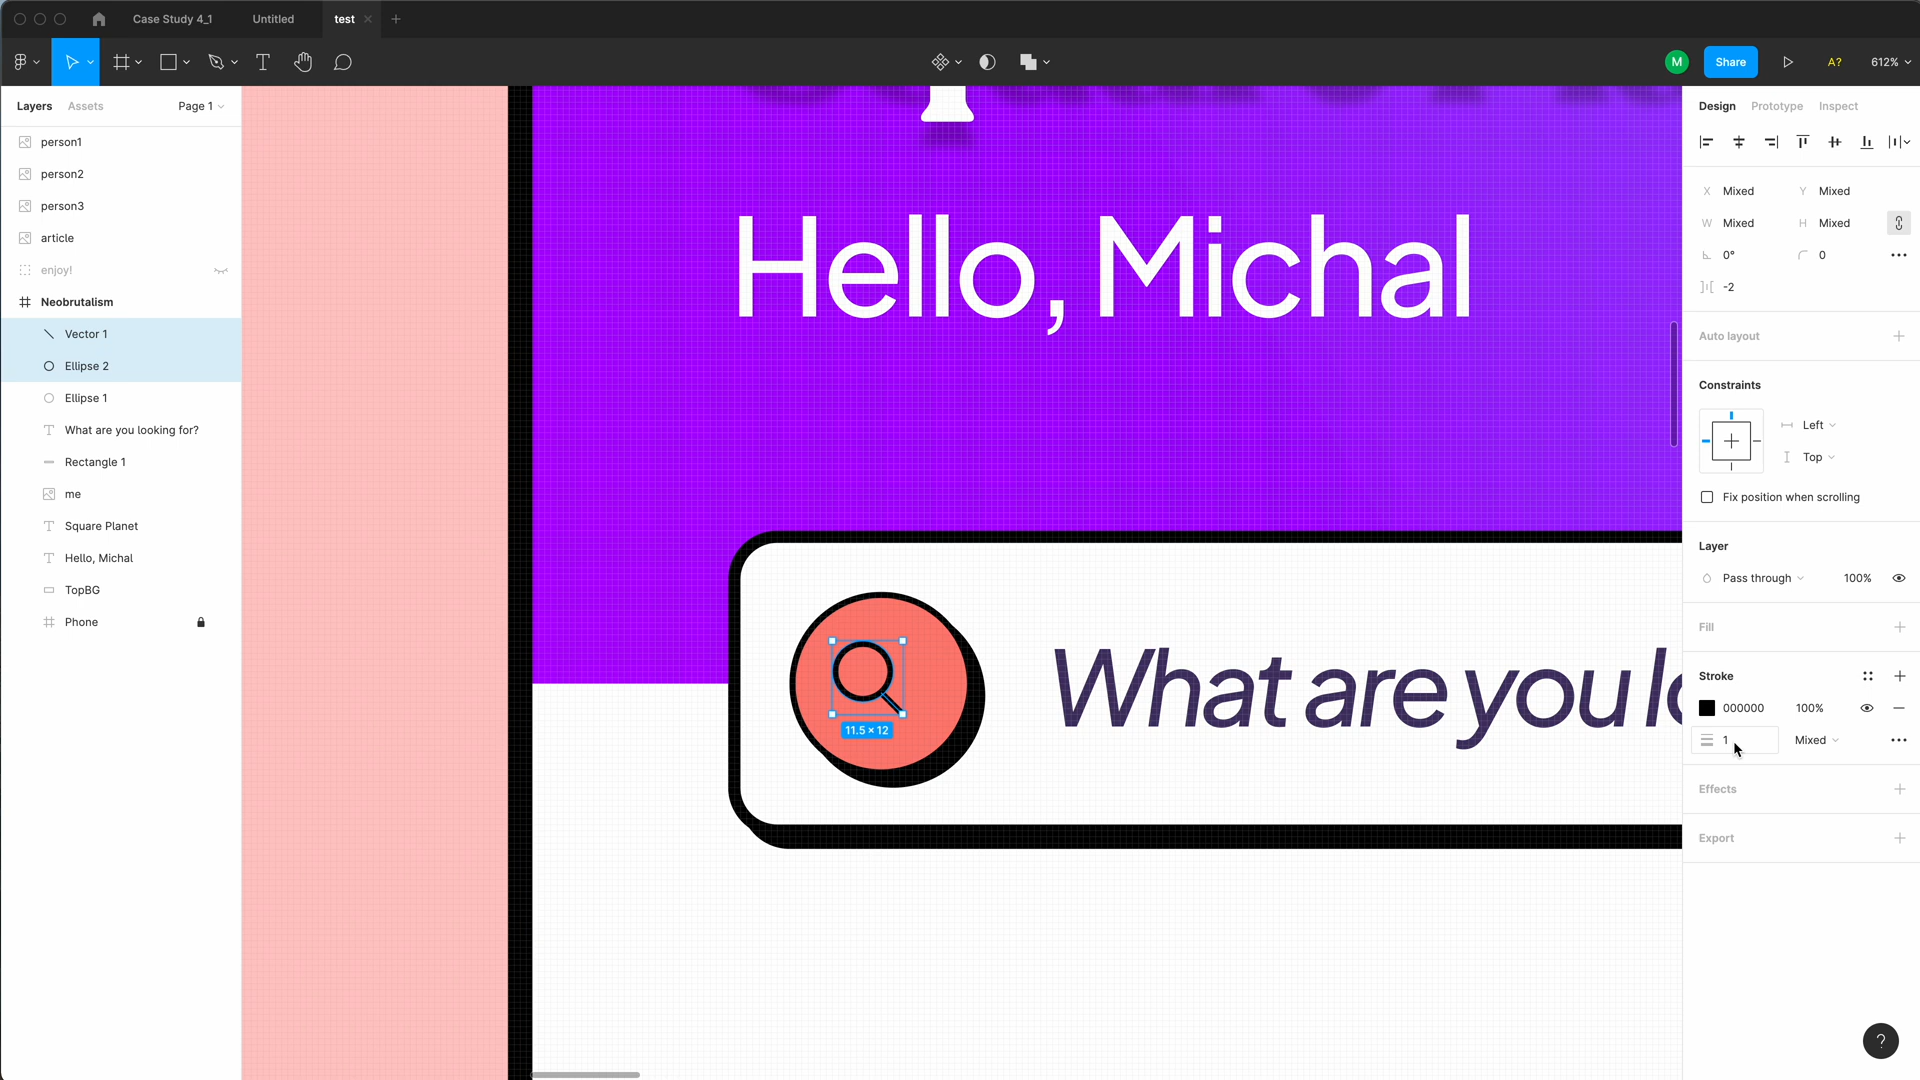 Case Study 4_1
Untitled
test
M
Share
A?
612%
Layers
Assets
Page 1
person1
person2
person3
article
enjoy!
Neobrutalism
Vector 1
Ellipse 2
Ellipse 1
What are you looking for?
Rectangle 1
me
Square Planet
Hello, Michal
TopBG
Phone
Hello, Michal
11.5 × 12
What are you lo
Design
Prototype
Inspect
X Mixed
Y Mixed
W Mixed
H Mixed
0°
0
-2
Auto layout
Constraints
Left
Top
Fix position when scrolling
Layer
Pass through
100%
Fill
Stroke
000000
100%
1
Mixed
Effects
Export
?